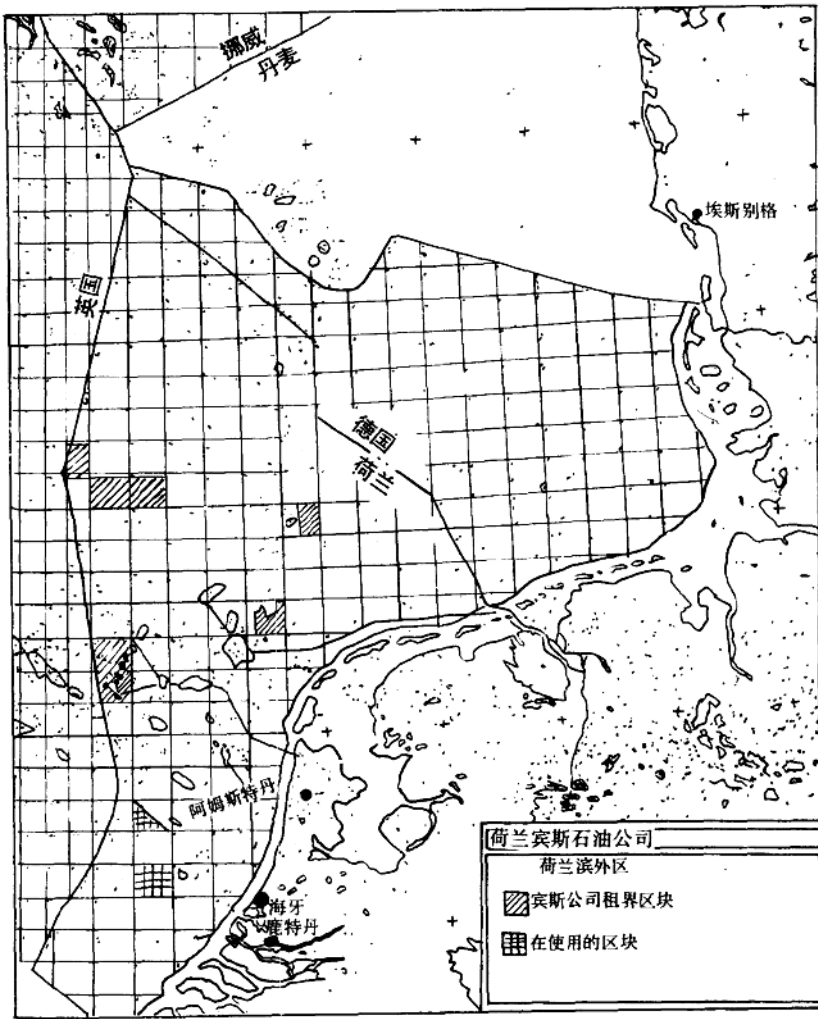 挪威
丹麦
埃斯别格
英国
德国
荷兰
阿姆斯特丹
海牙
鹿特丹
荷兰宾斯石油公司
荷兰滨外区
宾斯公司租界区块
在使用的区块